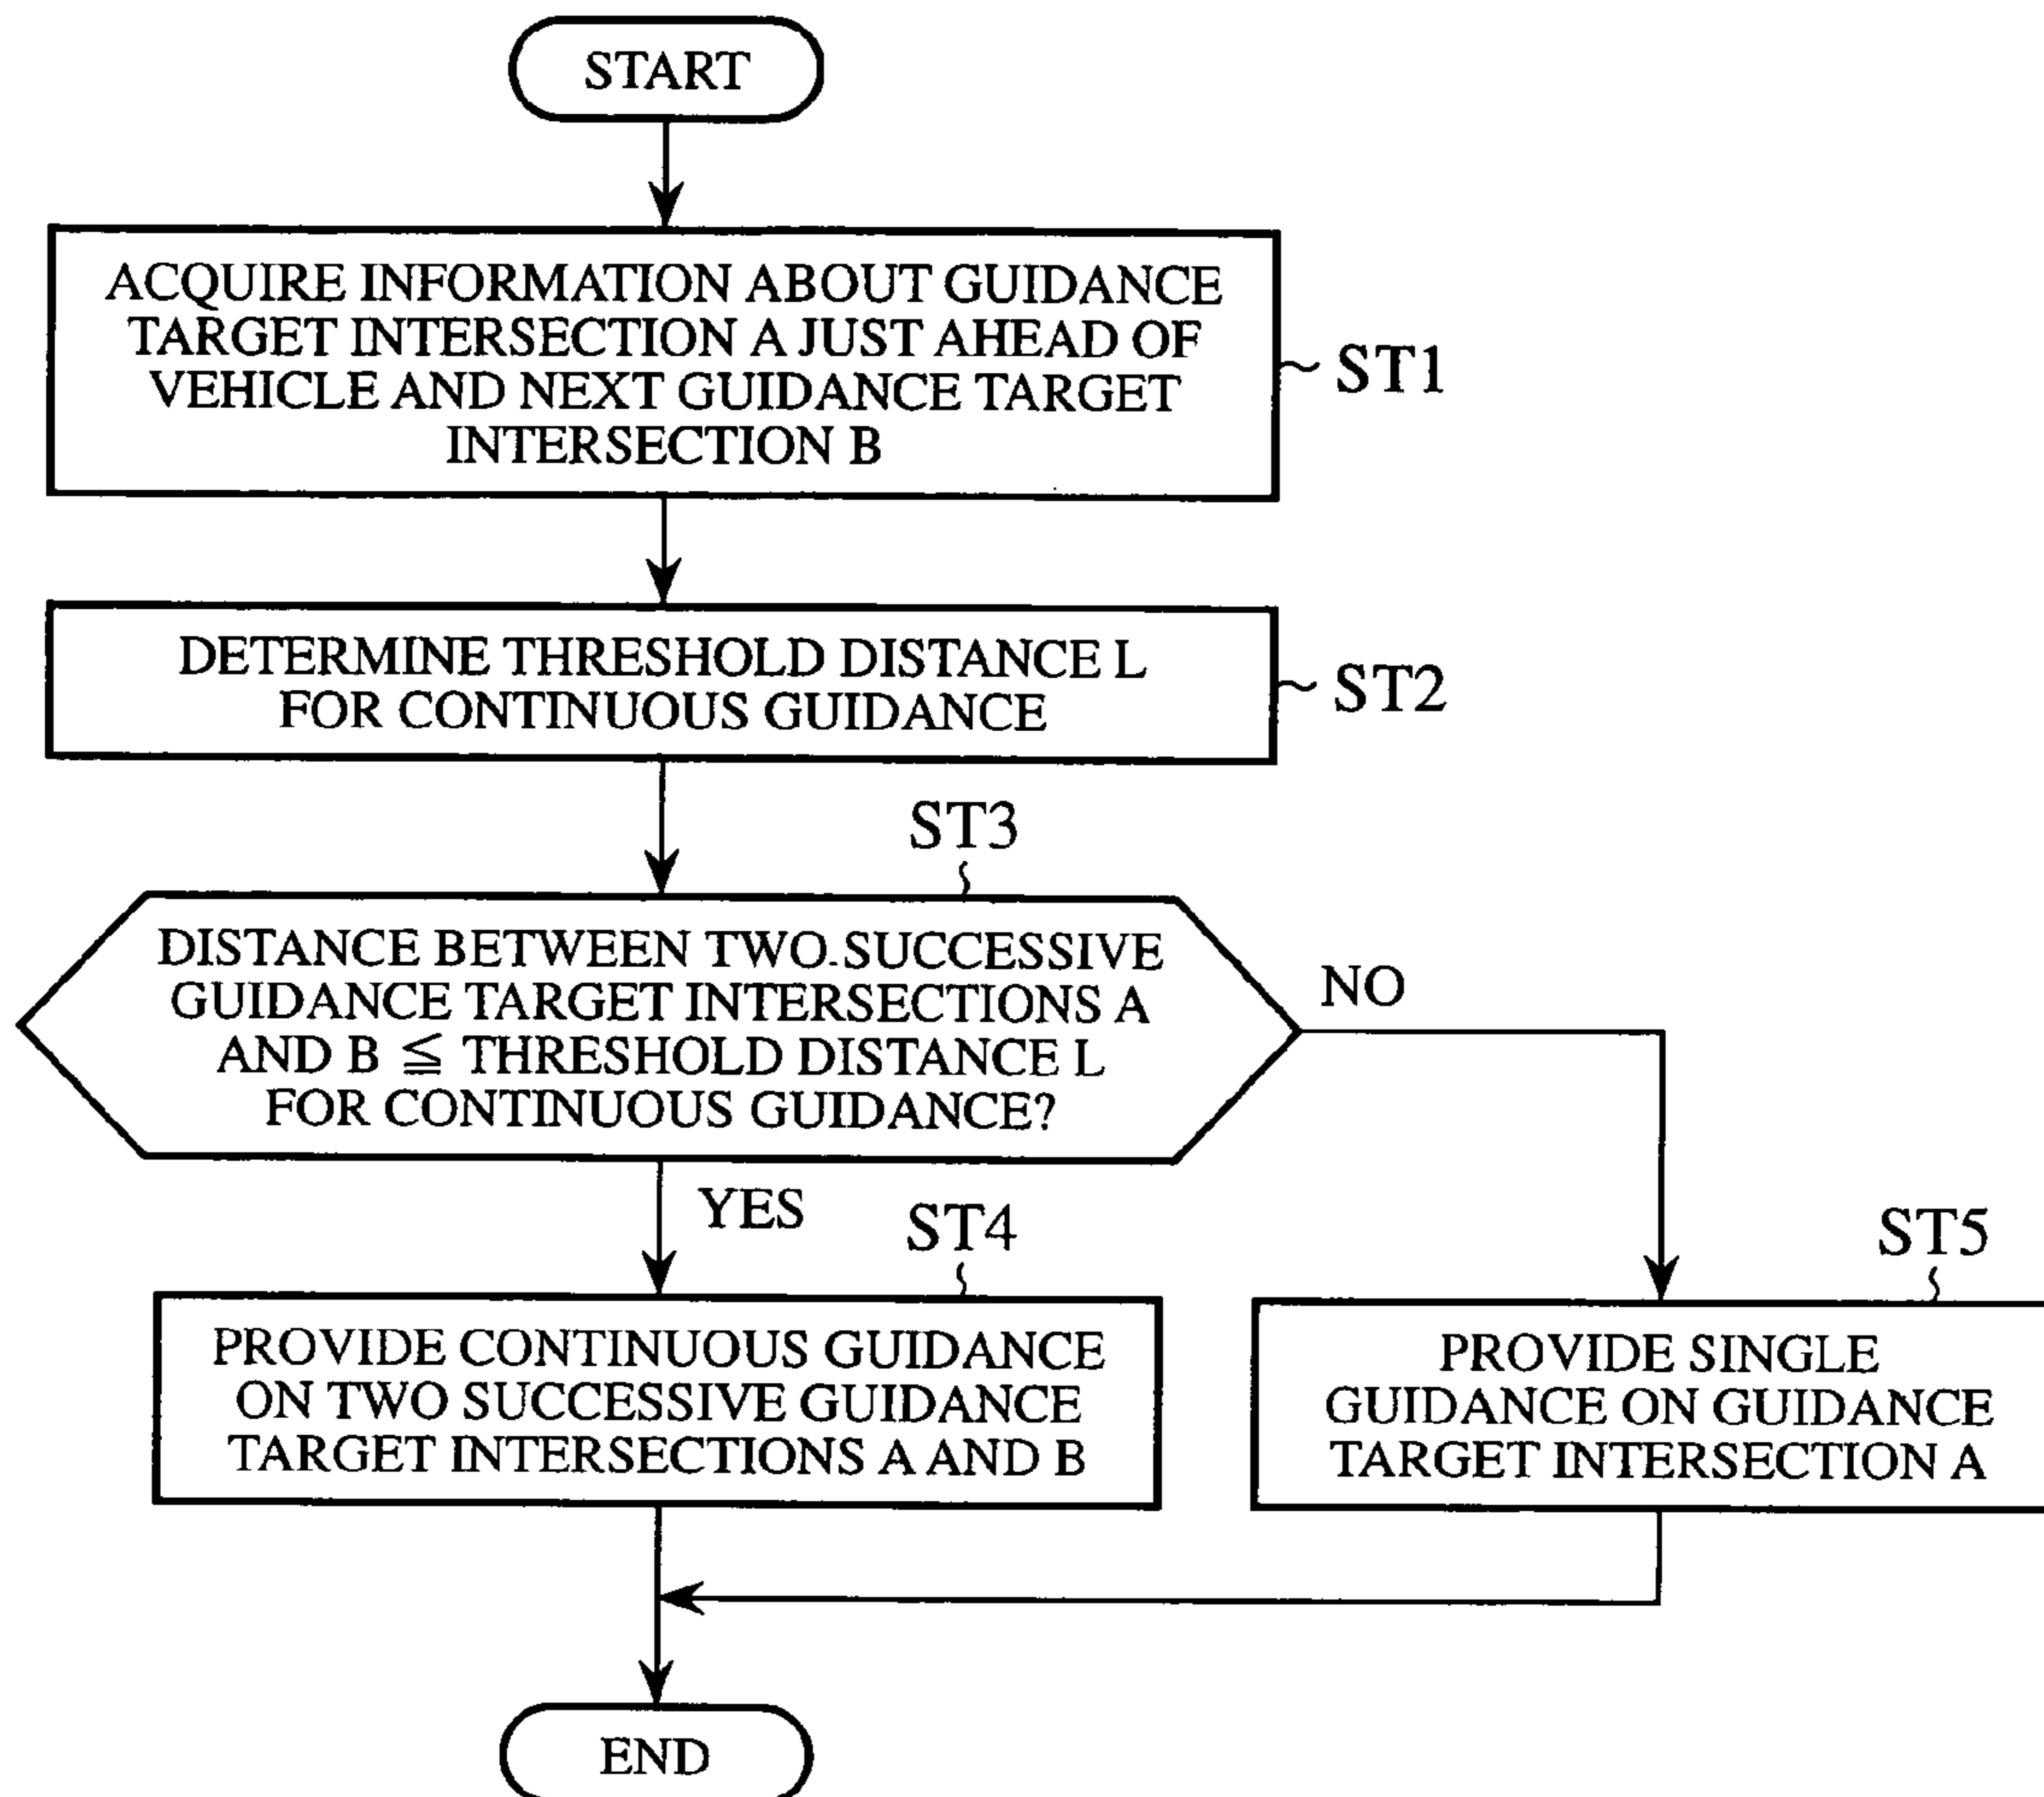 START
ACQUIRE INFORMATION ABOUT GUIDANCE
TARGET INTERSECTION A JUST AHEAD OF
VEHICLE AND NEXT GUIDANCE TARGET
INTERSECTION B
ST1
DETERMINE THRESHOLD DISTANCE L
FOR CONTINUOUS GUIDANCE
ST2
ST3
DISTANCE BETWEEN TWO SUCCESSIVE
GUIDANCE TARGET INTERSECTIONS A
AND B ≦ THRESHOLD DISTANCE L
FOR CONTINUOUS GUIDANCE?
NO
YES
ST4
PROVIDE CONTINUOUS GUIDANCE
ON TWO SUCCESSIVE GUIDANCE
TARGET INTERSECTIONS A AND B
ST5
PROVIDE SINGLE
GUIDANCE ON GUIDANCE
TARGET INTERSECTION A
END